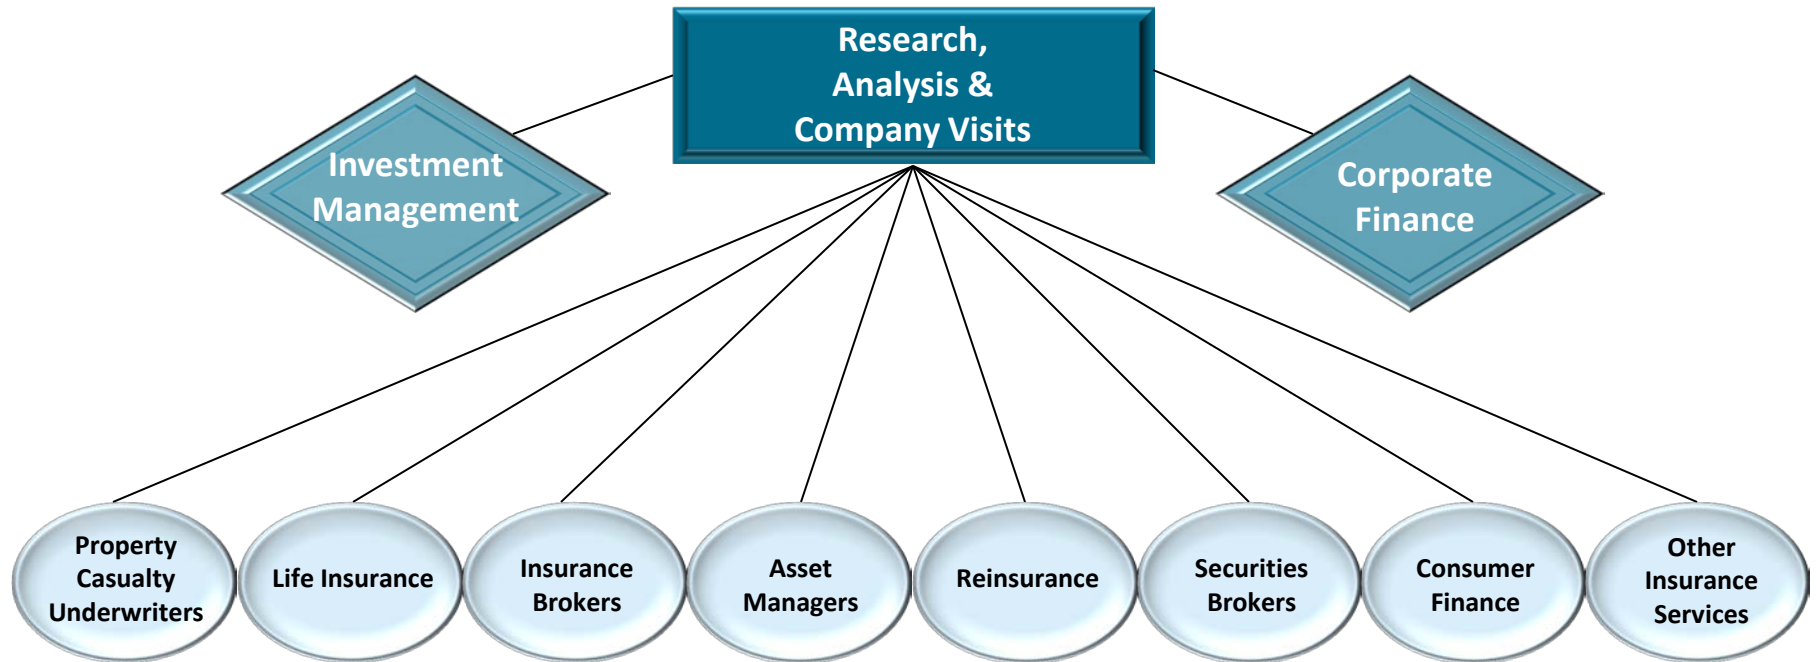 Research,
Analysis &
Company Visits
Investment
Management
Corporate
Finance
Property
Casualty
Underwriters
Life Insurance
Insurance
Brokers
Asset
Managers
Reinsurance
Securities
Brokers
Consumer
Finance
Other
Insurance
Services